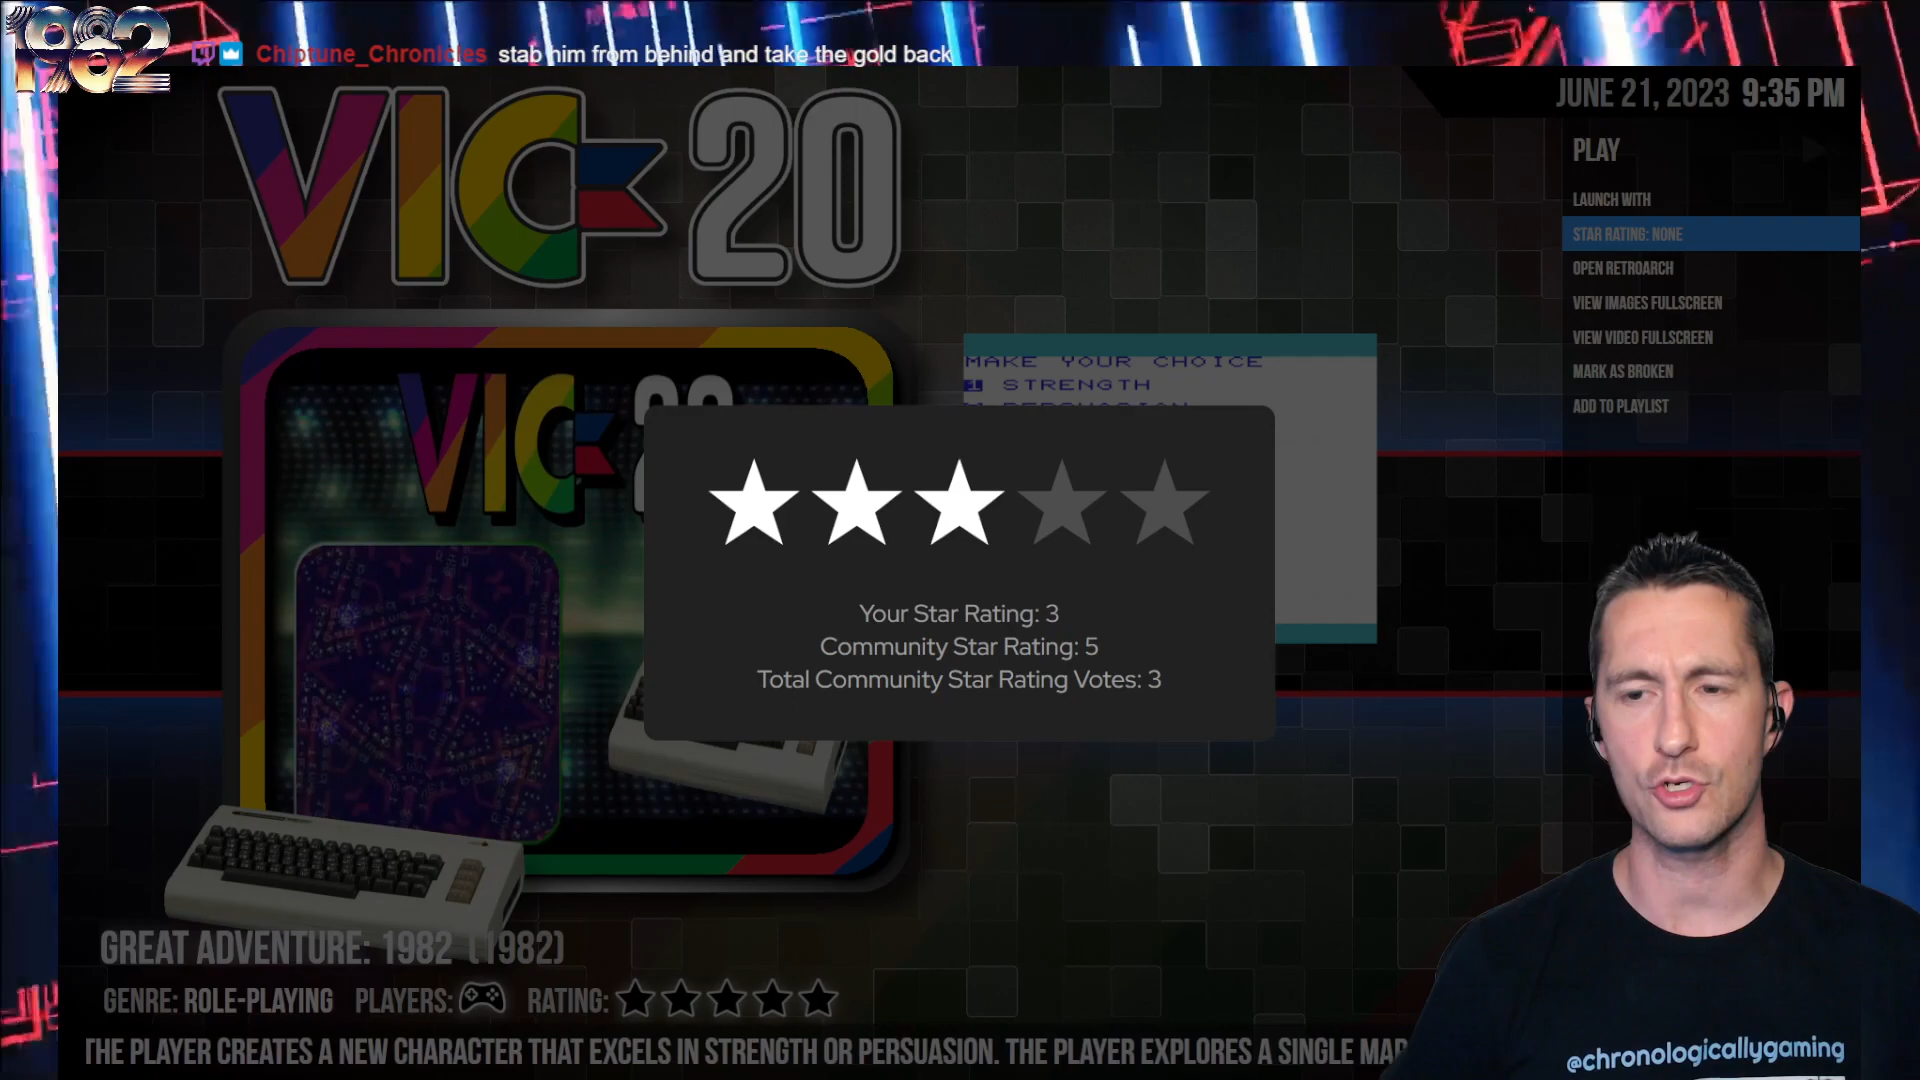 1982
Chiptune_Chronicles stab him from behind and take the gold back
JUNE 21, 2023 9:35 PM
VIC 20
PLAY
LAUNCH WITH
STAR RATING: NONE
OPEN RETROARCH
VIEW IMAGES FULLSCREEN
VIEW VIDEO FULLSCREEN
MARK AS BROKEN
ADD TO PLAYLIST
MAKE YOUR CHOICE
1 STRENGTH
VIC 20
Your Star Rating: 3
Community Star Rating: 5
Total Community Star Rating Votes: 3
GREAT ADVENTURE: 1982 (1982)
GENRE: ROLE-PLAYING PLAYERS: RATING:
THE PLAYER CREATES A NEW CHARACTER THAT EXCELS IN STRENGTH OR PERSUASION. THE PLAYER EXPLORES A SINGLE MAP
@chronologicallygaming